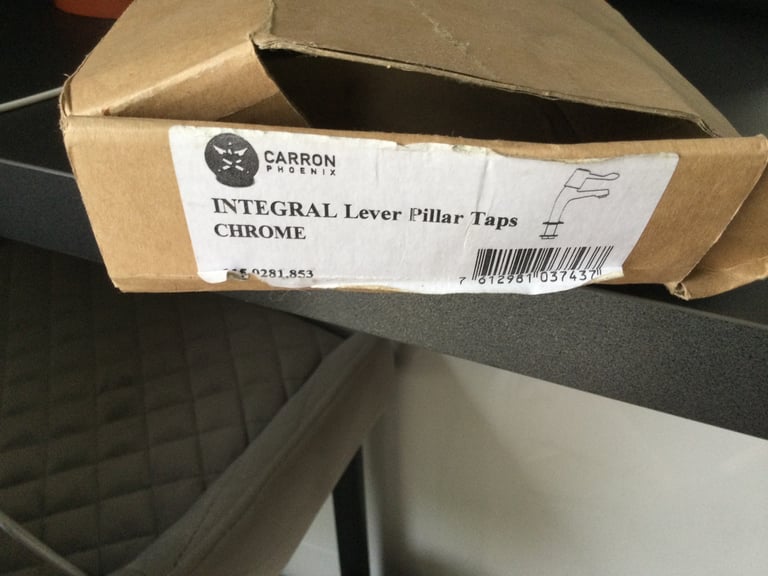 CARRON
PHOENIX
INTEGRAL Lever Pillar Taps
CHROME
0281.853
7 612981 037437